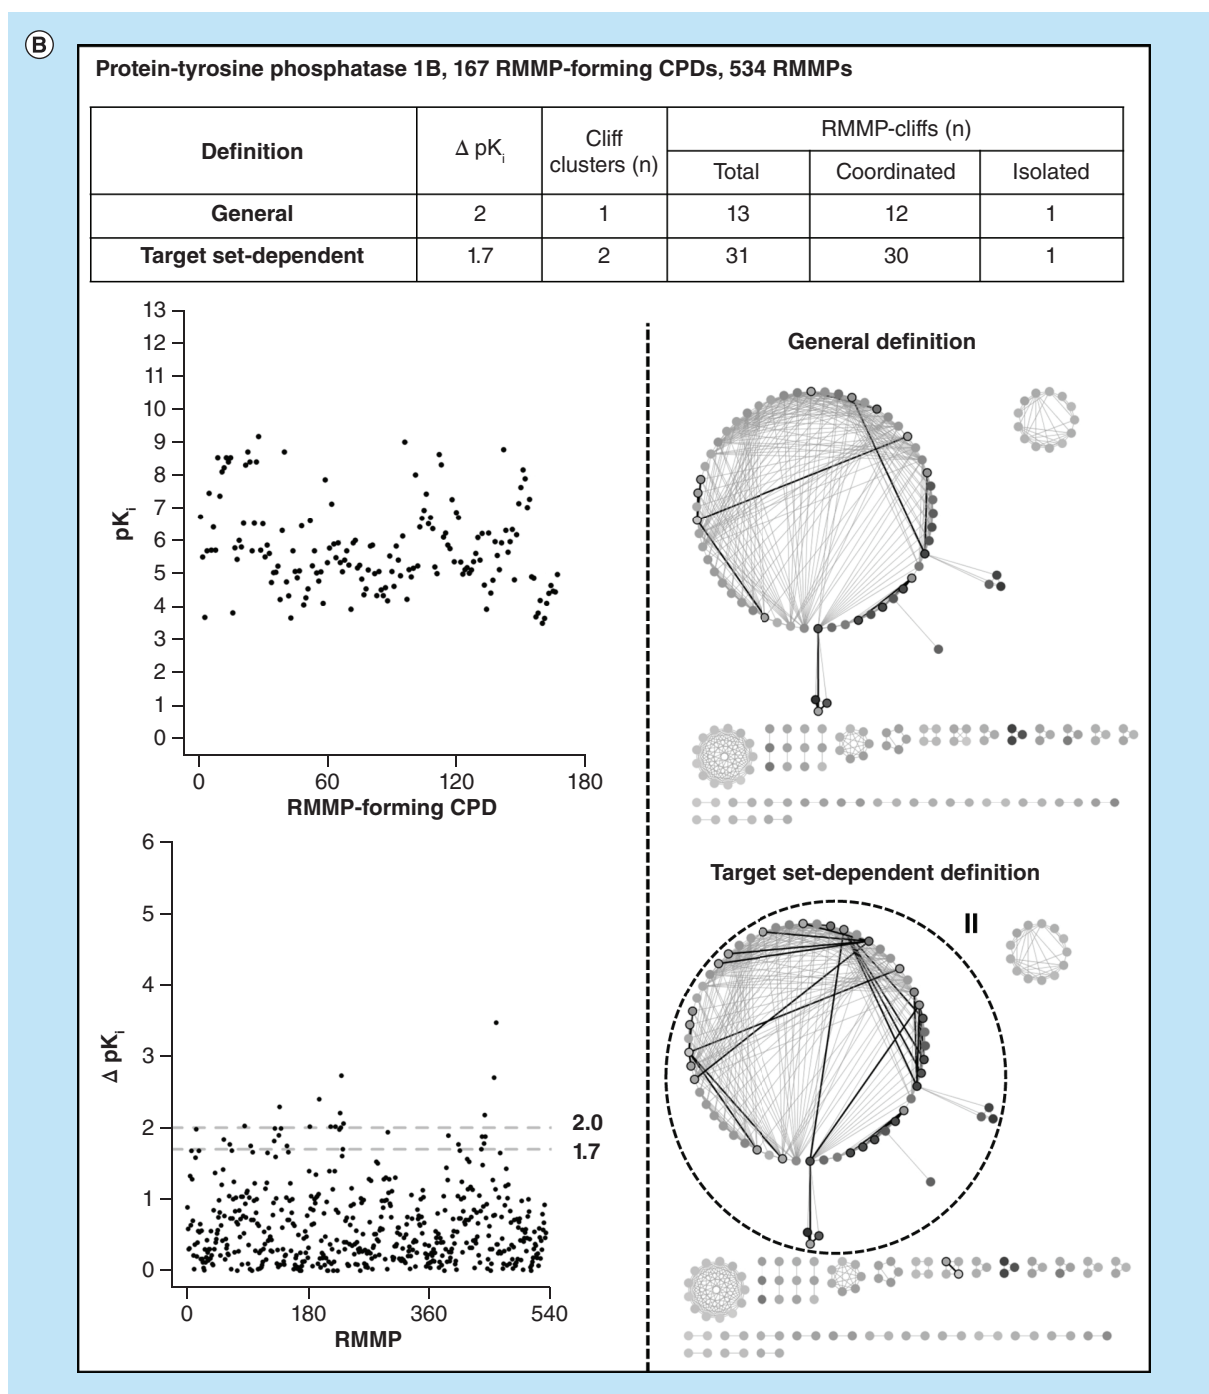 B
Protein-tyrosine phosphatase 1B, 167 RMMP-forming CPDs, 534 RMMPs
Definition
Δ pKi
Cliff
clusters (n)
RMMP-cliffs (n)
Total
Coordinated
Isolated
General
2
1
13
12
1
Target set-dependent
1.7
2
31
30
1
13
12
11
10
9
8
7
6
5
4
3
2
1
0
pKi
0
60
120
180
RMMP-forming CPD
General definition
6
5
4
3
2
1
0
Δ pKi
2.0
1.7
0
180
360
540
RMMP
Target set-dependent definition
II